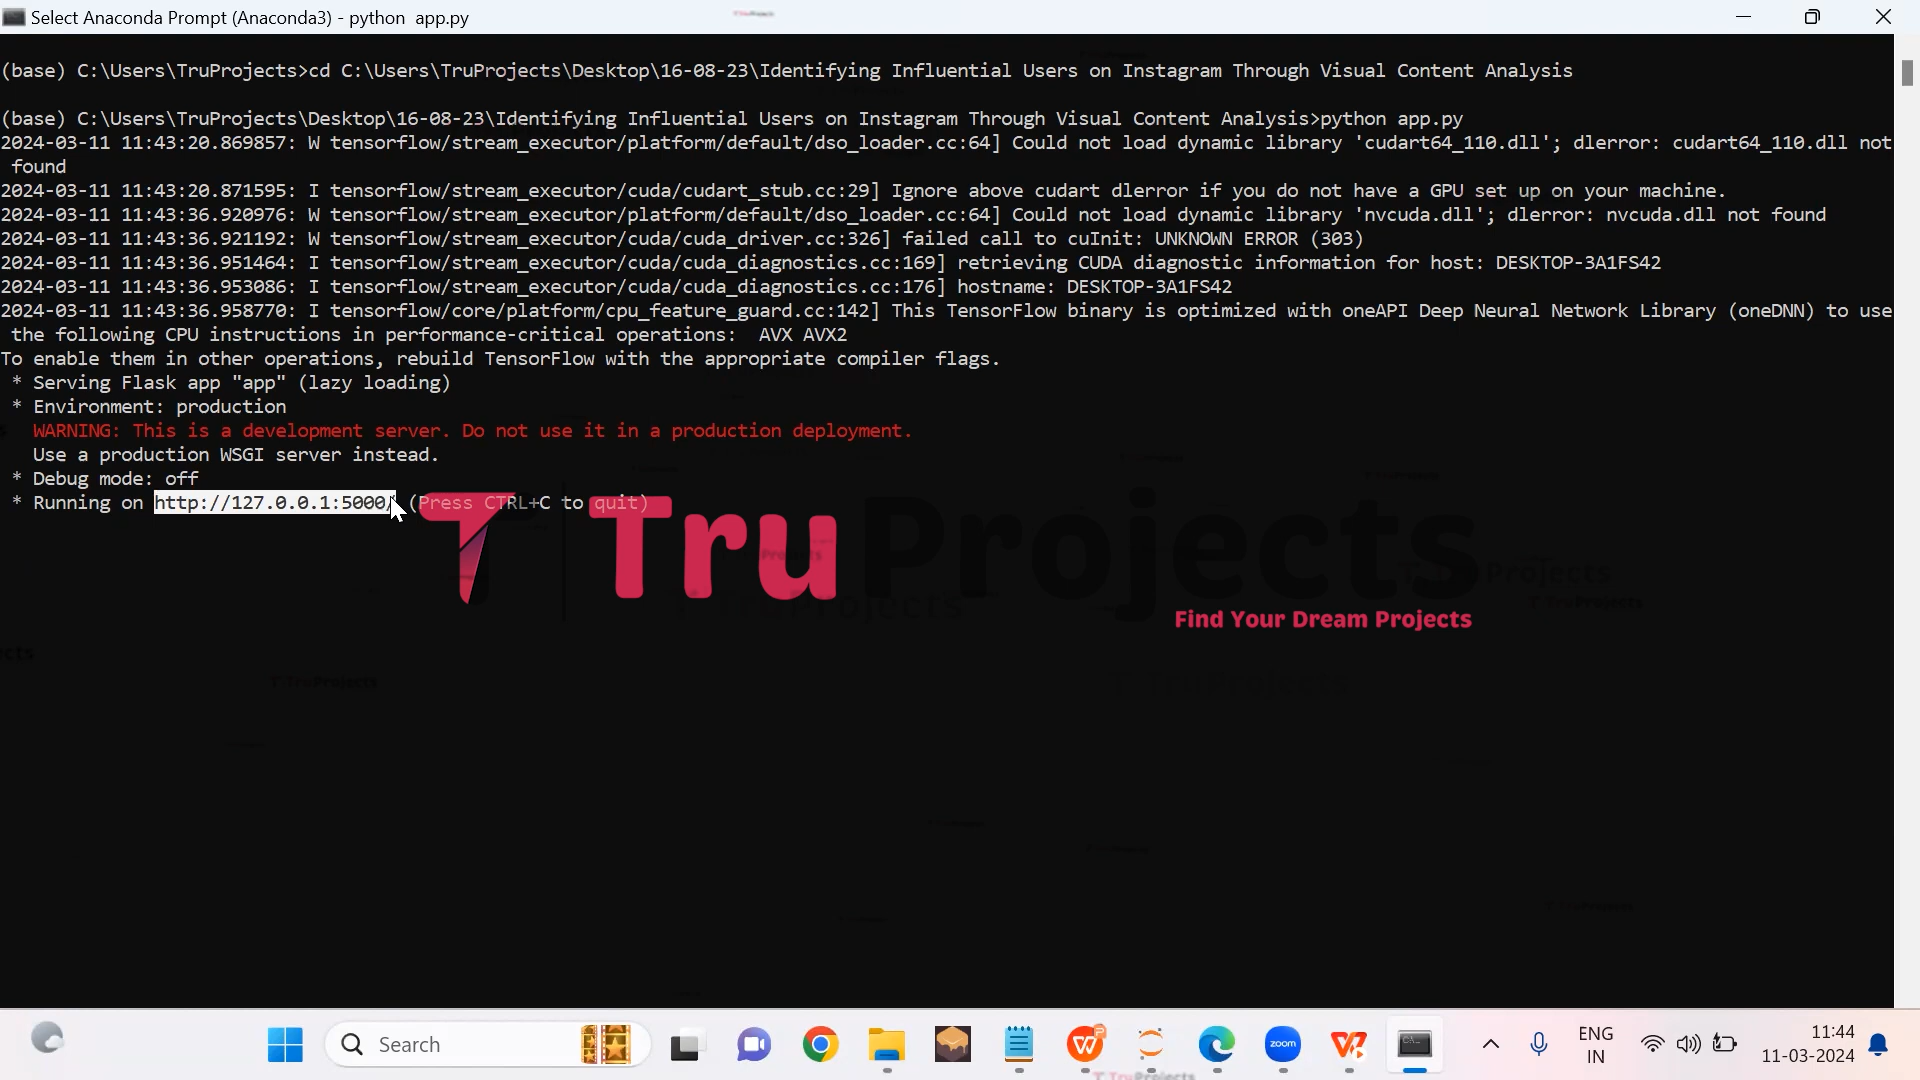 Select Anaconda Prompt (Anaconda3) - python  app.py
(base) C:\Users\TruProjects>cd C:\Users\TruProjects\Desktop\16-08-23\Identifying Influential Users on Instagram Through Visual Content Analysis
(base) C:\Users\TruProjects\Desktop\16-08-23\Identifying Influential Users on Instagram Through Visual Content Analysis>python app.py
2024-03-11 11:43:20.869857: W tensorflow/stream_executor/platform/default/dso_loader.cc:64] Could not load dynamic library 'cudart64_110.dll'; dlerror: cudart64_110.dll not
found
2024-03-11 11:43:20.871595: I tensorflow/stream_executor/cuda/cudart_stub.cc:29] Ignore above cudart dlerror if you do not have a GPU set up on your machine.
2024-03-11 11:43:36.920976: W tensorflow/stream_executor/platform/default/dso_loader.cc:64] Could not load dynamic library 'nvcuda.dll'; dlerror: nvcuda.dll not found
2024-03-11 11:43:36.921192: W tensorflow/stream_executor/cuda/cuda_driver.cc:326] failed call to cuInit: UNKNOWN ERROR (303)
2024-03-11 11:43:36.951464: I tensorflow/stream_executor/cuda/cuda_diagnostics.cc:169] retrieving CUDA diagnostic information for host: DESKTOP-3A1FS42
2024-03-11 11:43:36.953086: I tensorflow/stream_executor/cuda/cuda_diagnostics.cc:176] hostname: DESKTOP-3A1FS42
2024-03-11 11:43:36.958770: I tensorflow/core/platform/cpu_feature_guard.cc:142] This TensorFlow binary is optimized with oneAPI Deep Neural Network Library (oneDNN) to use
the following CPU instructions in performance-critical operations:  AVX AVX2
To enable them in other operations, rebuild TensorFlow with the appropriate compiler flags.
* Serving Flask app "app" (lazy loading)
* Environment: production
WARNING: This is a development server. Do not use it in a production deployment.
Use a production WSGI server instead.
* Debug mode: off
* Running on http://127.0.0.1:5000/ (Press CTRL+C to quit)
TruProjects
Find Your Dream Projects
Search
zoom
ENG
IN
11:44
11-03-2024